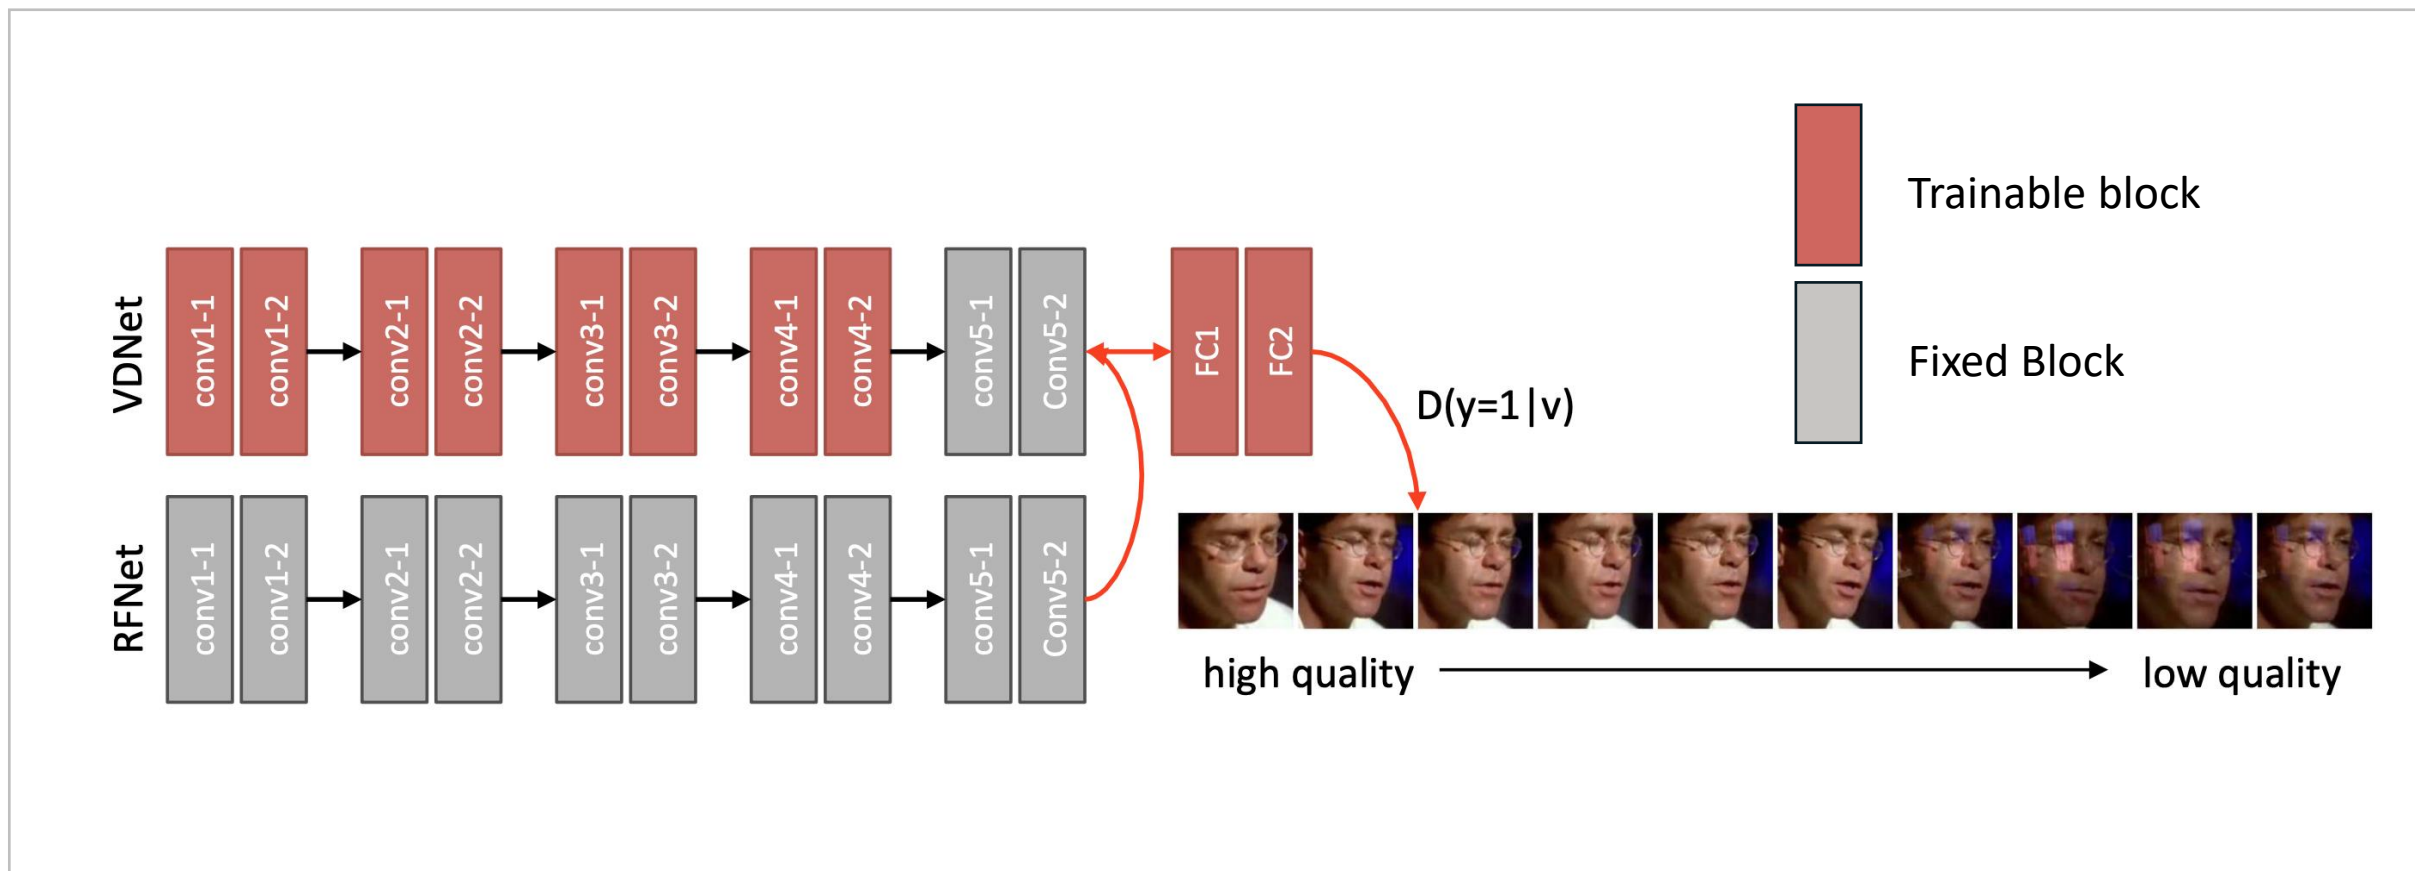 VDNet
conv1-1
conv1-2
conv2-1
conv2-2
conv3-1
conv3-2
conv4-1
conv4-2
conv5-1
Conv5-2
FC1
FC2
D(y=1|v)
Trainable block
Fixed Block
RFNet
conv1-1
conv1-2
conv2-1
conv2-2
conv3-1
conv3-2
conv4-1
conv4-2
conv5-1
Conv5-2
high quality
low quality